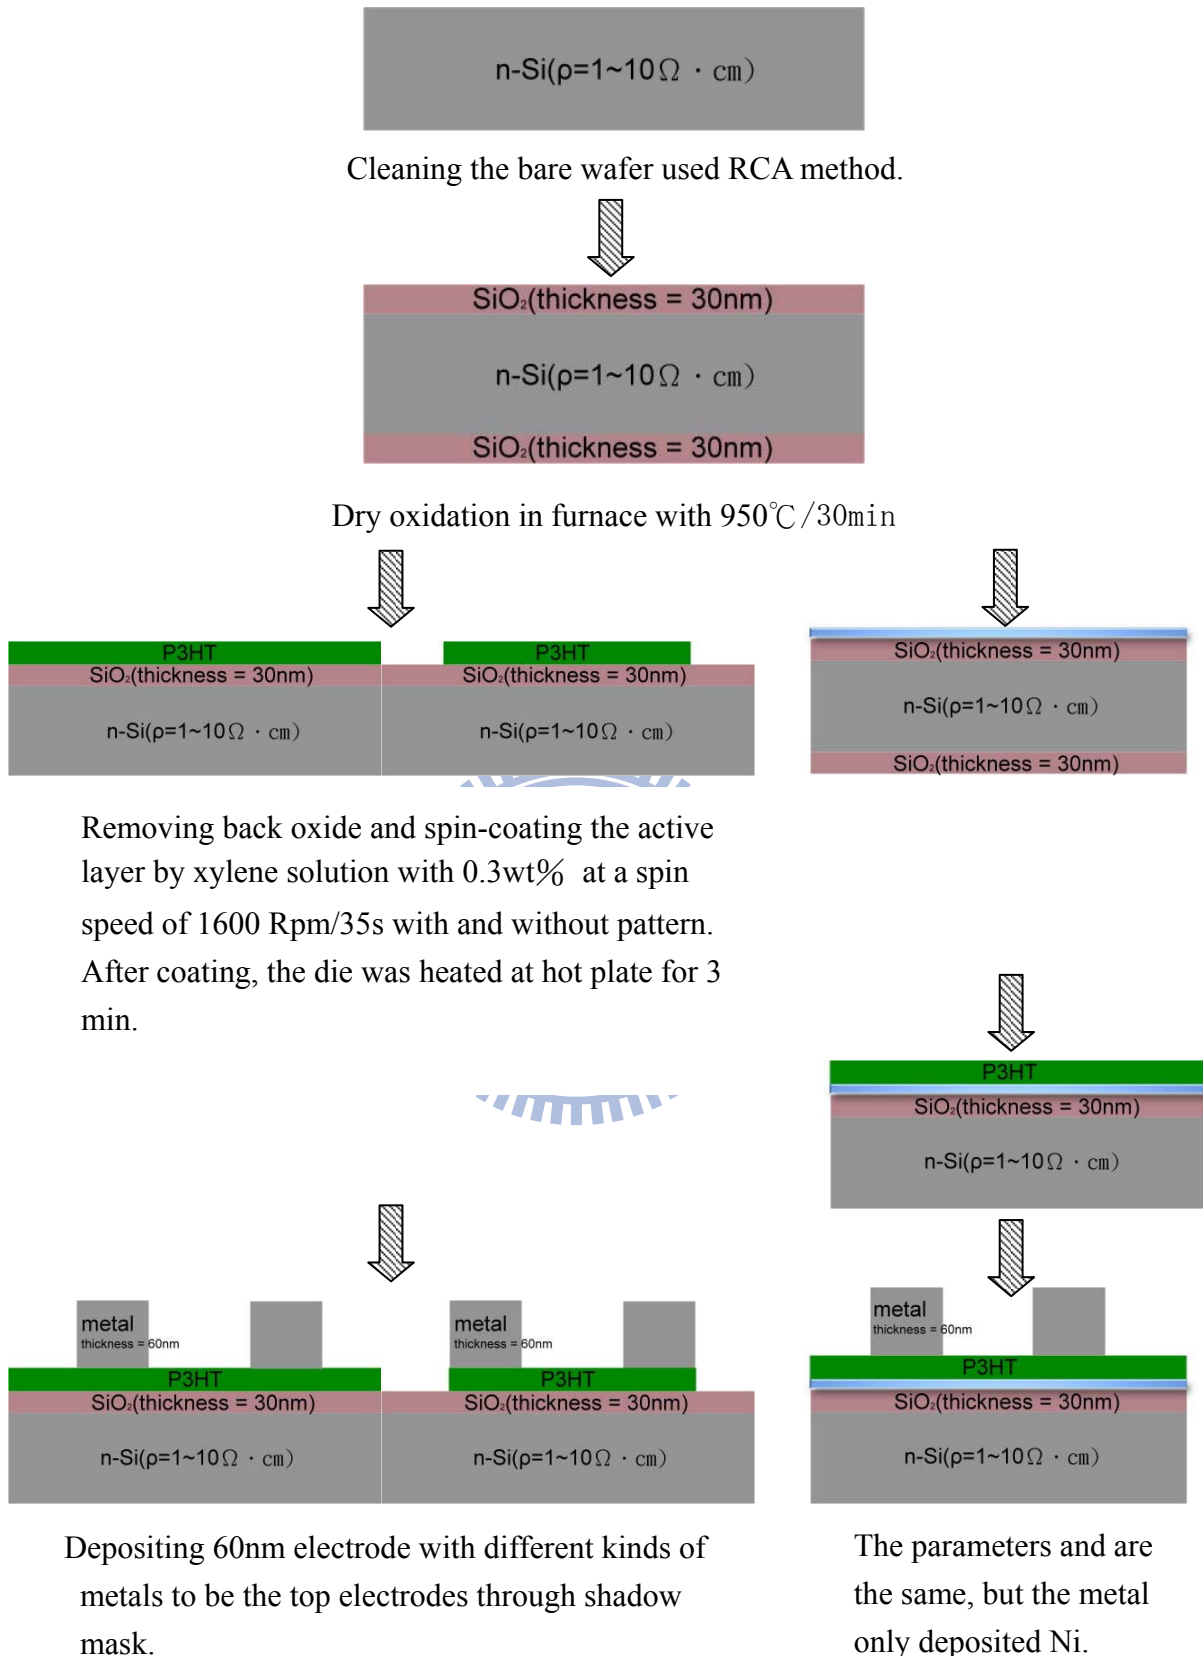 n-Si(ρ=1~10Ω · cm)
Cleaning the bare wafer used RCA method.
SiO₂(thickness = 30nm)
n-Si(ρ=1~10Ω · cm)
SiO₂(thickness = 30nm)
Dry oxidation in furnace with 950℃/30min
P3HT
SiO₂(thickness = 30nm)
n-Si(ρ=1~10Ω · cm)
P3HT
SiO₂(thickness = 30nm)
n-Si(ρ=1~10Ω · cm)
SiO₂(thickness = 30nm)
n-Si(ρ=1~10Ω · cm)
SiO₂(thickness = 30nm)
Removing back oxide and spin-coating the active
layer by xylene solution with 0.3wt% at a spin
speed of 1600 Rpm/35s with and without pattern.
After coating, the die was heated at hot plate for 3
min.
P3HT
SiO₂(thickness = 30nm)
n-Si(ρ=1~10Ω · cm)
metal
thickness = 60nm
P3HT
SiO₂(thickness = 30nm)
n-Si(ρ=1~10Ω · cm)
metal
thickness = 60nm
P3HT
SiO₂(thickness = 30nm)
n-Si(ρ=1~10Ω · cm)
metal
thickness = 60nm
P3HT
SiO₂(thickness = 30nm)
n-Si(ρ=1~10Ω · cm)
Depositing 60nm electrode with different kinds of
metals to be the top electrodes through shadow
mask.
The parameters and are
the same, but the metal
only deposited Ni.